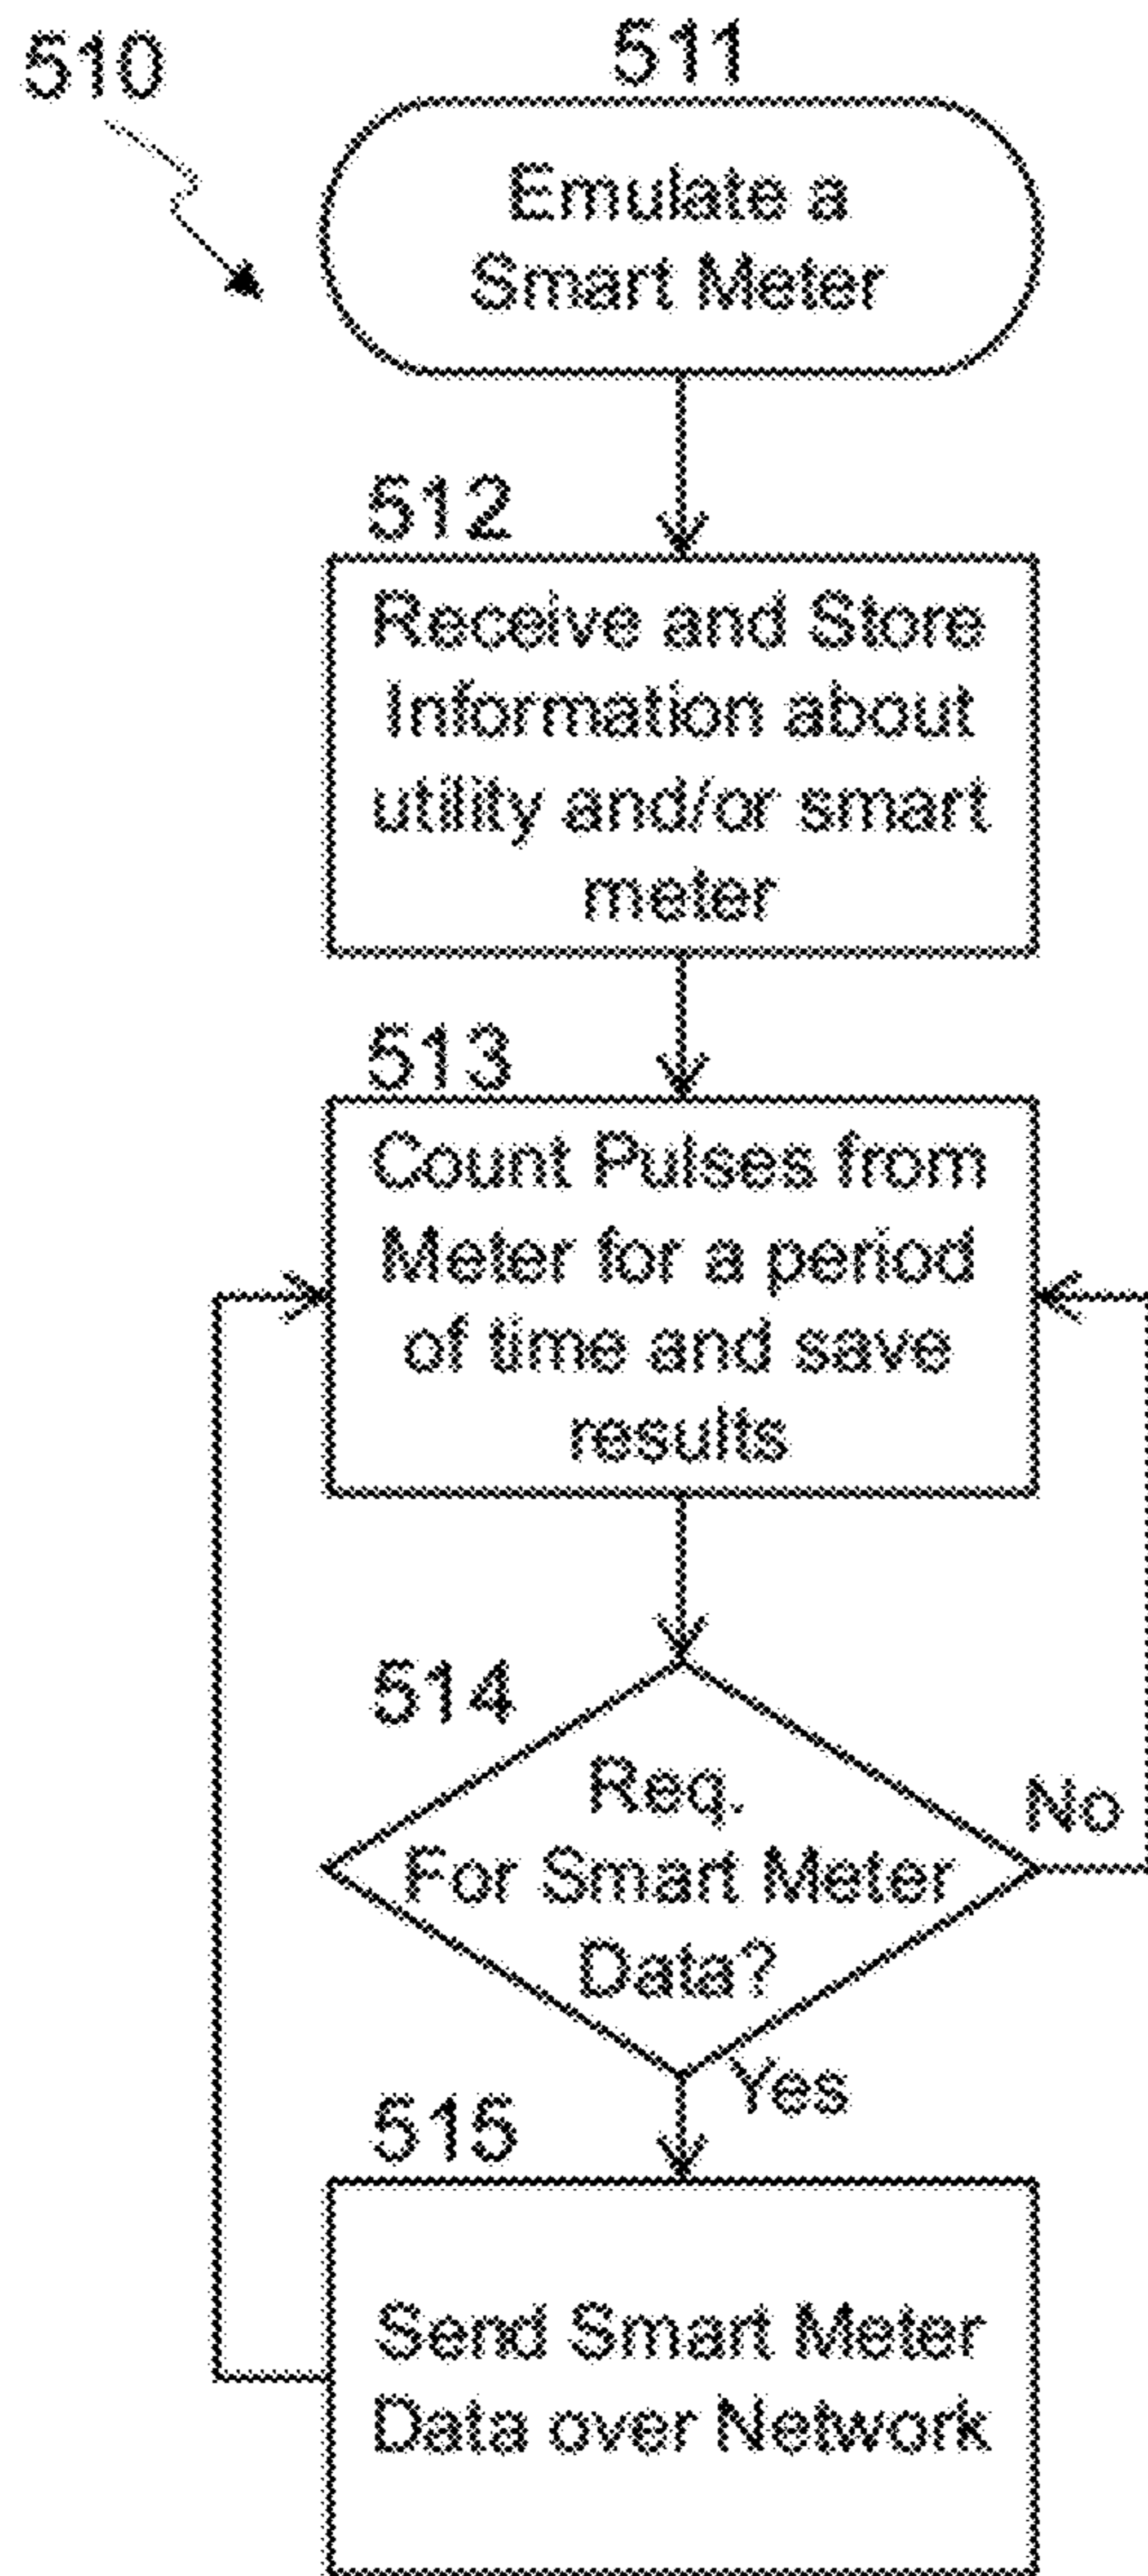 510
511
Emulate a
Smart Meter
512
Receive and Store
Information about
utility and/or smart
meter
513
Count Pulses from
Meter for a period
of time and save
results
514
Req.
For Smart Meter
Data?
No
Yes
515
Send Smart Meter
Data over Network